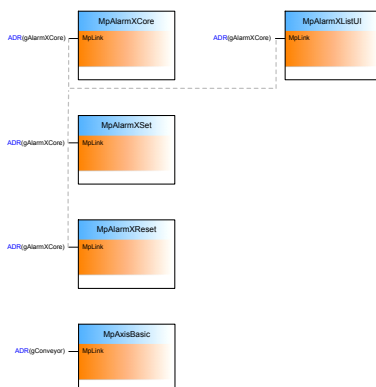 MpAlarmXCore
ADR(gAlarmXCore)
MpLink
MpAlarmXListUI
ADR(gAlarmXCore)
MpLink
MpAlarmXSet
ADR(gAlarmXCore)
MpLink
MpAlarmXReset
ADR(gAlarmXCore)
MpLink
MpAxisBasic
ADR(gConveyor)
MpLink